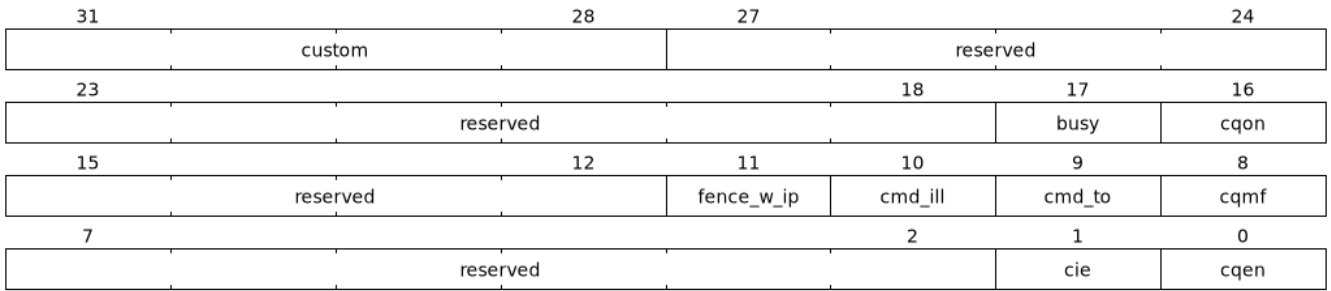 31 28 27 24
custom reserved
23 18 17 16
reserved busy cqon
15 12 11 10 9 8
reserved fence_w_ip cmd_ill cmd_to cqmf
7 2 1 0
reserved cie cqen